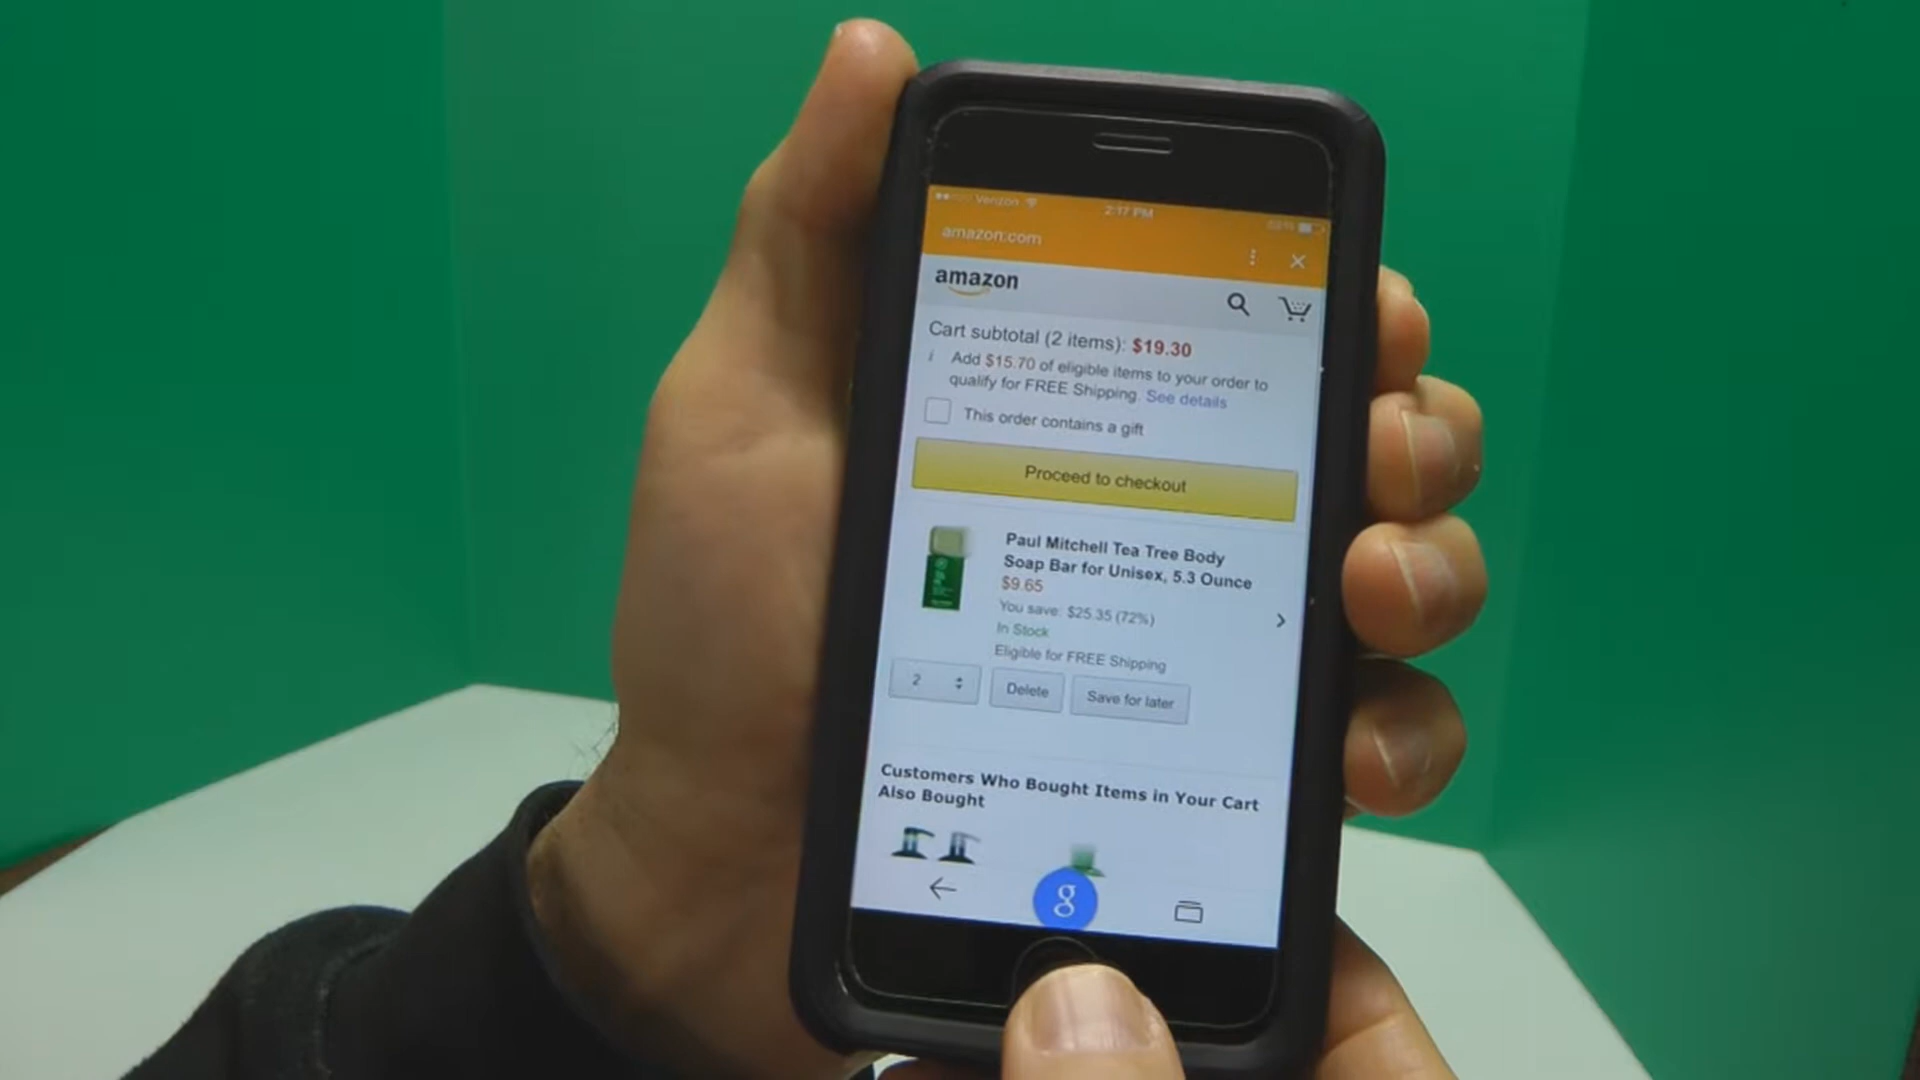 Verizon 2:17 PM
amazon.com
amazon
Cart subtotal (2 items): $19.30
i Add $15.70 of eligible items to your order to
qualify for FREE Shipping. See details
This order contains a gift
Proceed to checkout
Paul Mitchell Tea Tree Body
Soap Bar for Unisex, 5.3 Ounce
$9.65
You save: $25.35 (72%)
In Stock
Eligible for FREE Shipping
2 Delete Save for later
Customers Who Bought Items in Your Cart
Also Bought
g